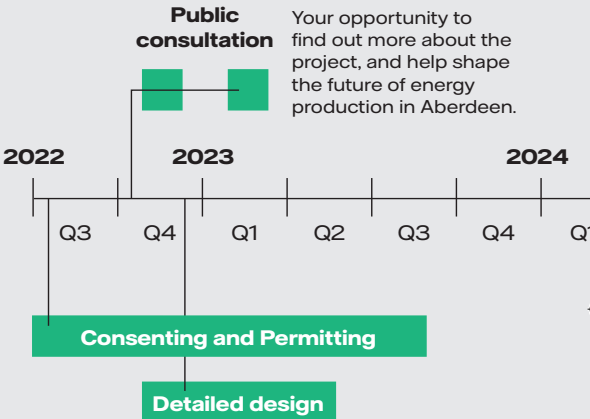 Public
consultation
Your opportunity to
find out more about the
project, and help shape
the future of energy
production in Aberdeen.
2022 2023 2024
Q3 Q4 Q1 Q2 Q3 Q4 Q1
Consenting and Permitting
Detailed design